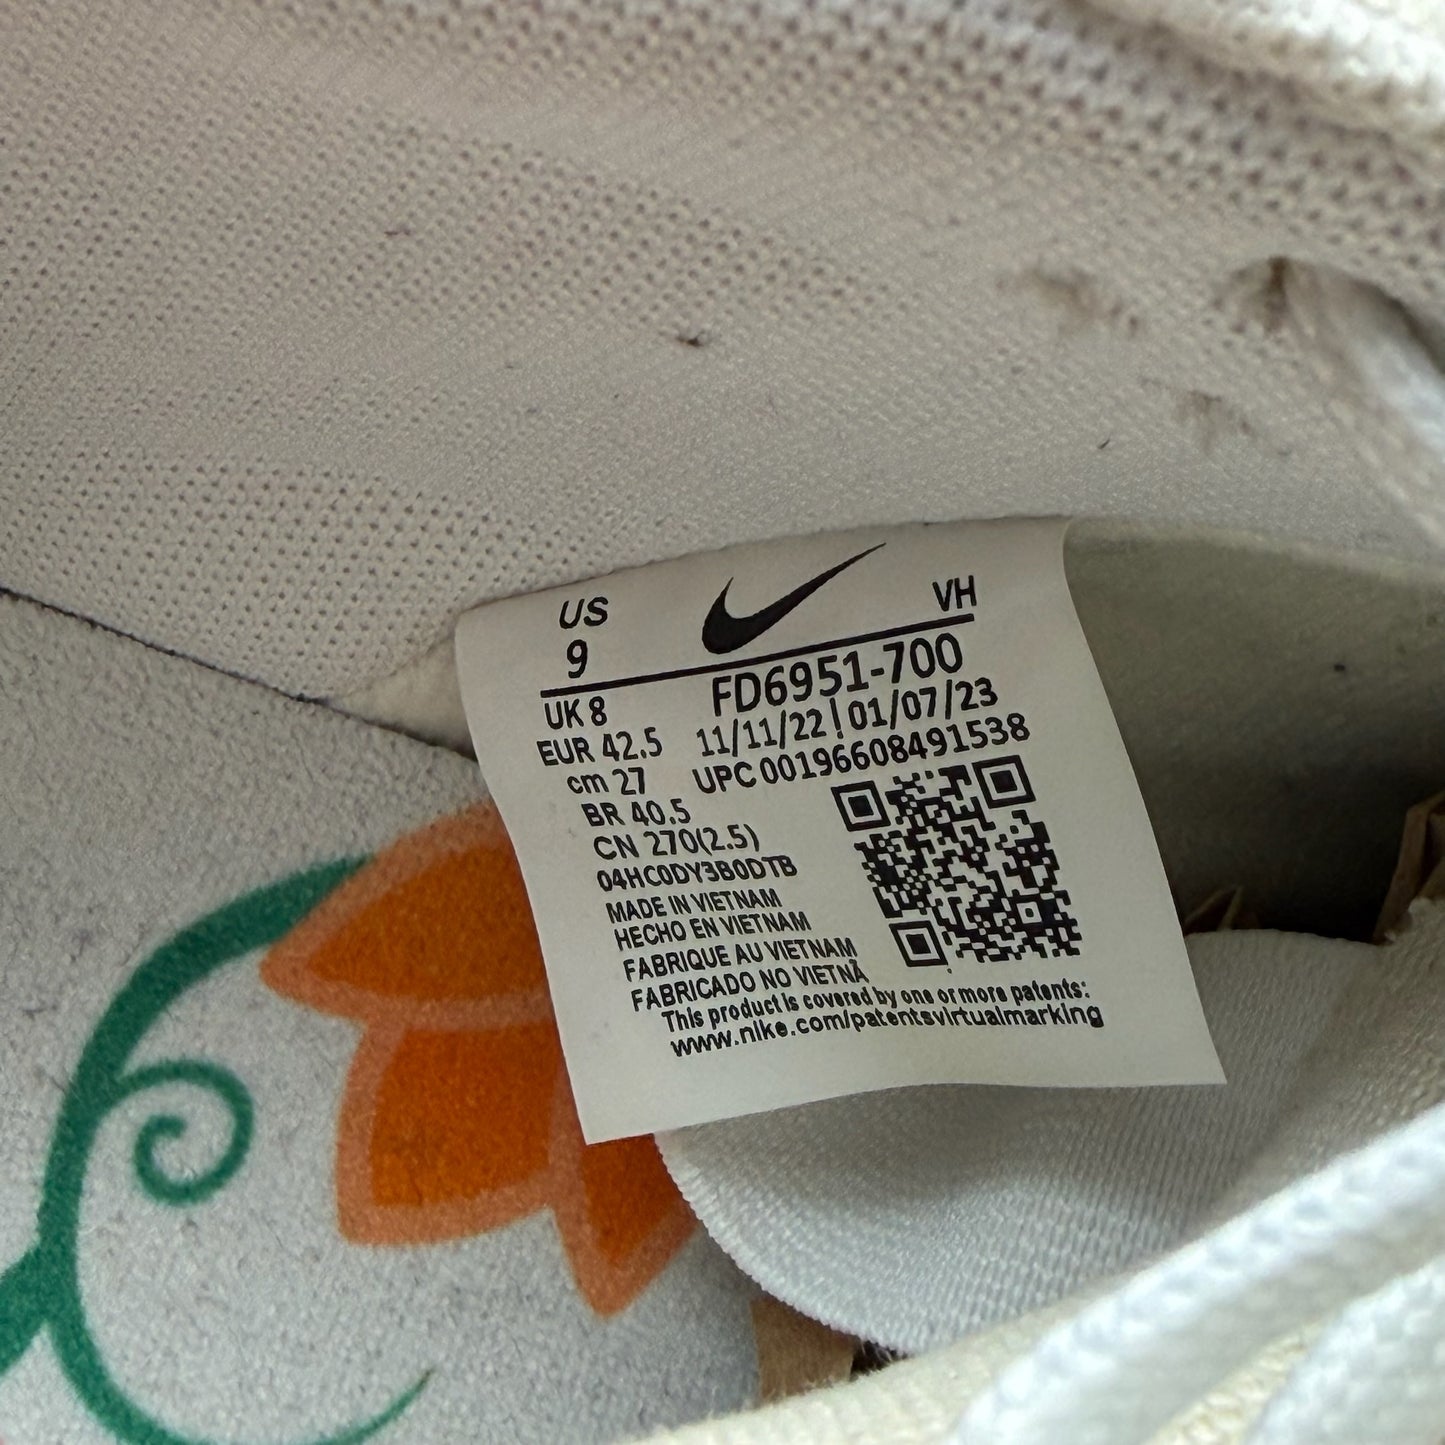 US VH
9
FD6951-700
UK 8
11/11/22 | 01/07/23
EUR 42.5
UPC 00196608491538
cm 27
BR 40.5
CN 270(2.5)
04HC0DY3B0DTB
MADE IN VIETNAM
HECHO EN VIETNAM
FABRIQUE AU VIETNAM
FABRICADO NO VIETNÃ
This product is covered by one or more patents:
www.nike.com/patentsvirtualmarking